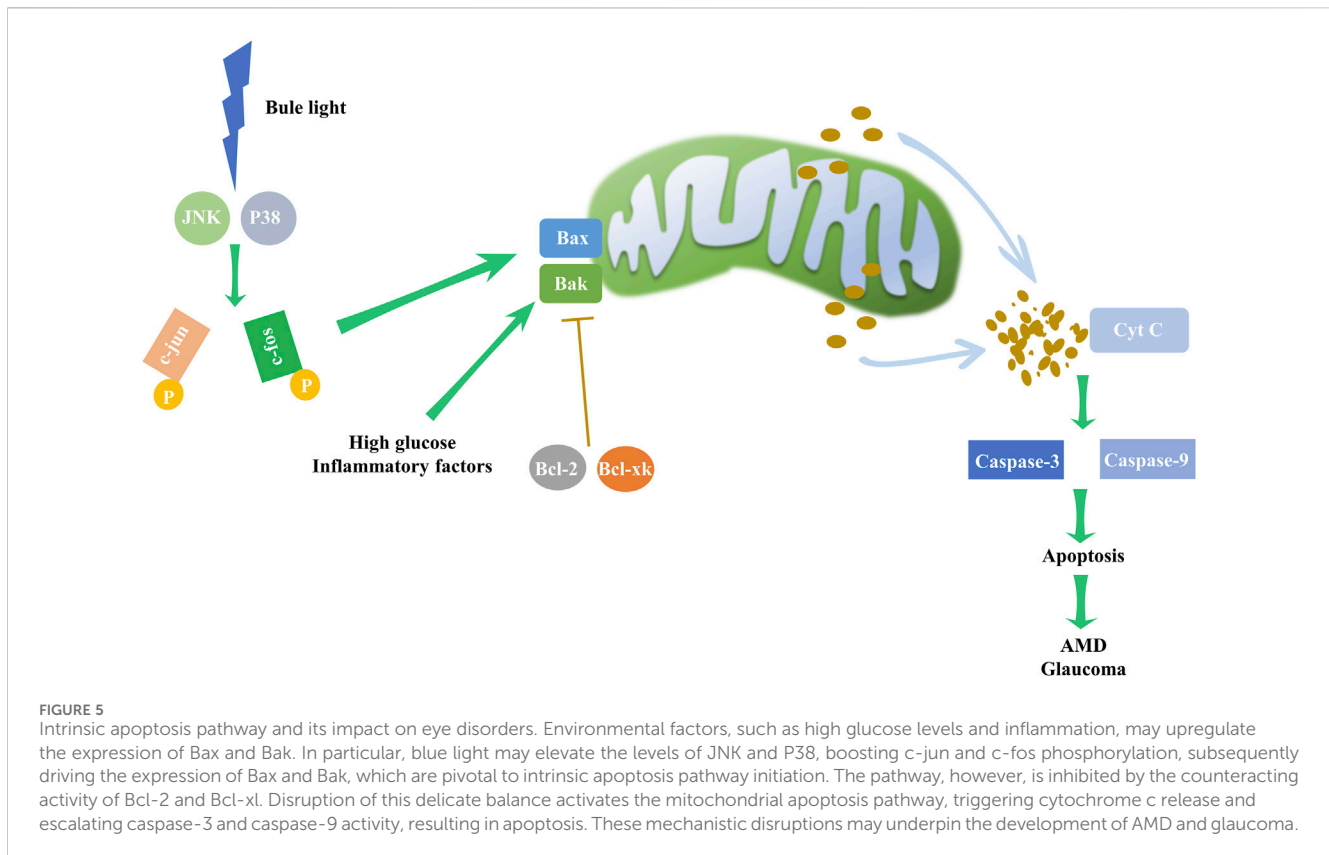 Bule light
JNK
P38
c-jun
c-fos
P
P
High glucose
Inflammatory factors
Bax
Bak
Bcl-2
Bcl-xk
Cyt C
Caspase-3
Caspase-9
Apoptosis
AMD
Glaucoma
FIGURE 5
Intrinsic apoptosis pathway and its impact on eye disorders. Environmental factors, such as high glucose levels and inflammation, may upregulate
the expression of Bax and Bak. In particular, blue light may elevate the levels of JNK and P38, boosting c-jun and c-fos phosphorylation, subsequently
driving the expression of Bax and Bak, which are pivotal to intrinsic apoptosis pathway initiation. The pathway, however, is inhibited by the counteracting
activity of Bcl-2 and Bcl-xl. Disruption of this delicate balance activates the mitochondrial apoptosis pathway, triggering cytochrome c release and
escalating caspase-3 and caspase-9 activity, resulting in apoptosis. These mechanistic disruptions may underpin the development of AMD and glaucoma.